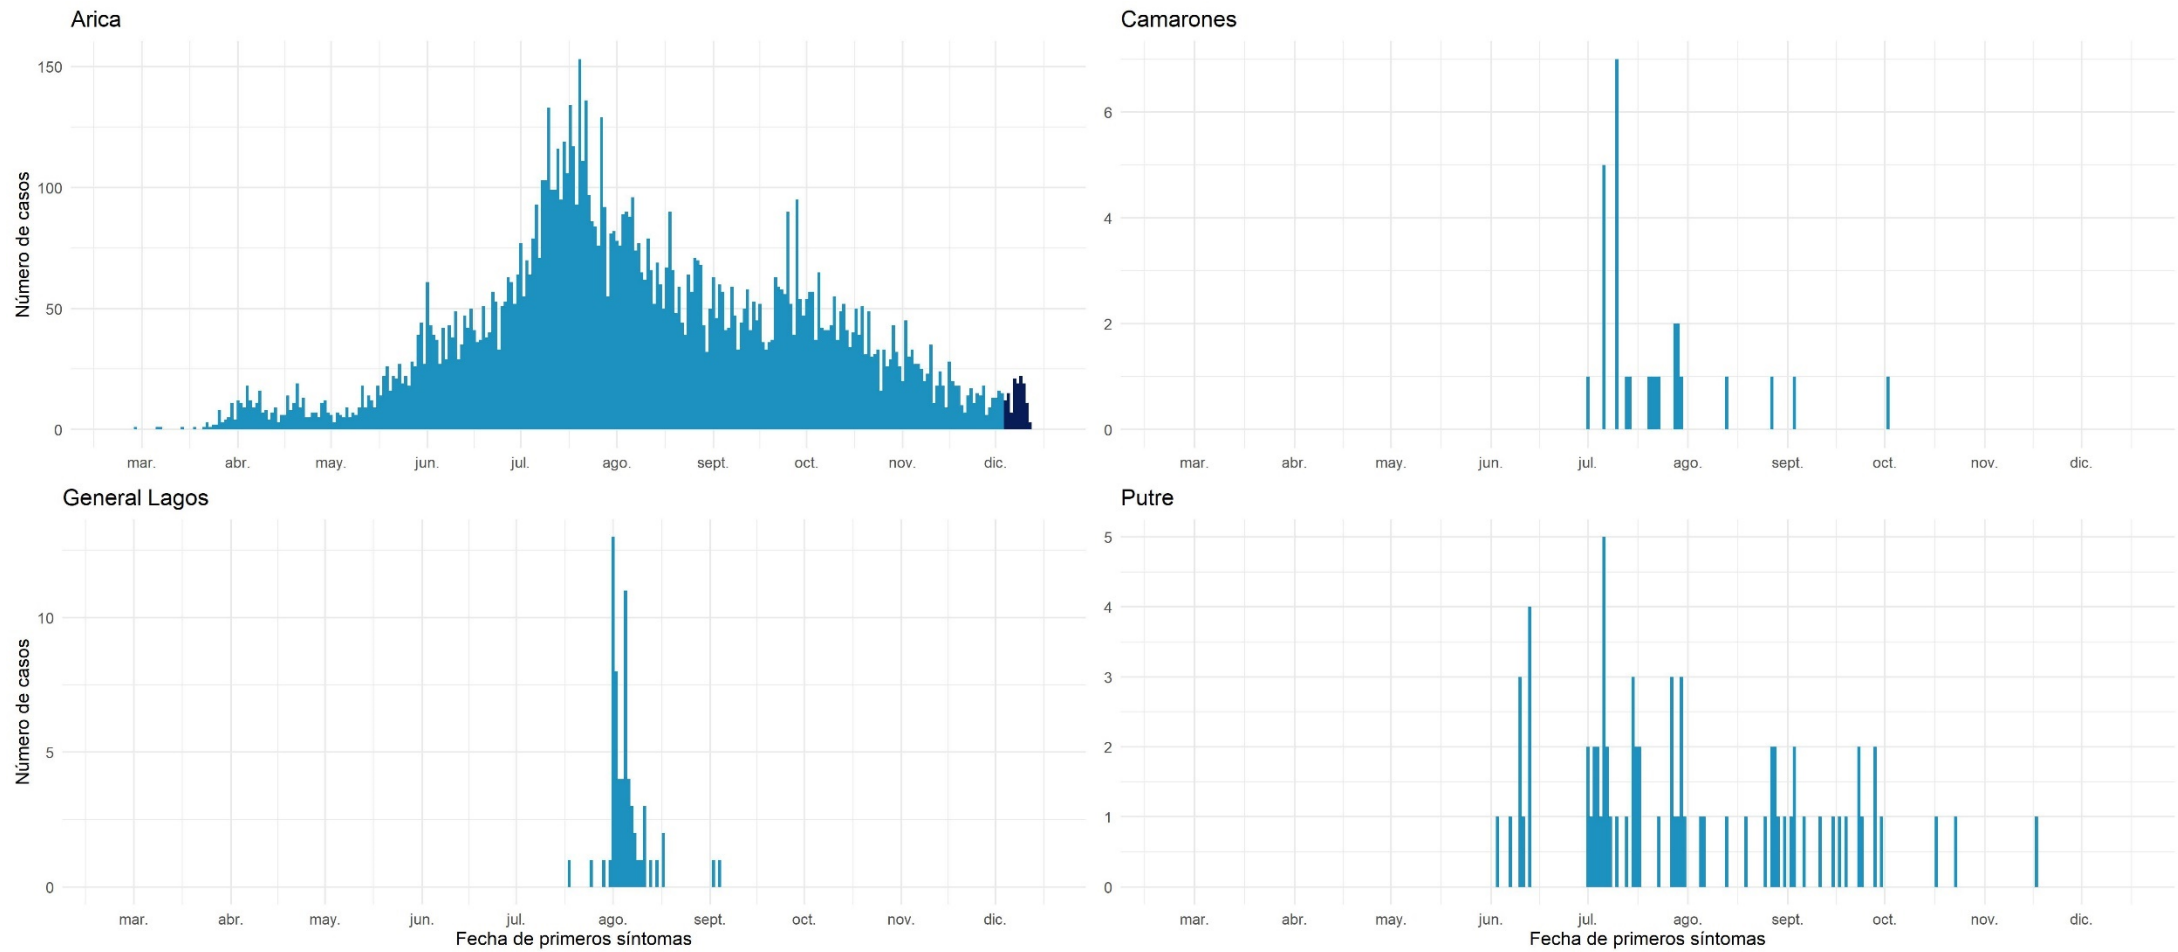 Arica
Número de casos
150
100
50
0
mar. abr. may. jun. jul. ago. sept. oct. nov. dic.
Camarones
6
4
2
0
mar. abr. may. jun. jul. ago. sept. oct. nov. dic.
General Lagos
Número de casos
10
5
0
mar. abr. may. jun. jul. ago. sept. oct. nov. dic.
Fecha de primeros síntomas
Putre
5
4
3
2
1
0
mar. abr. may. jun. jul. ago. sept. oct. nov. dic.
Fecha de primeros síntomas